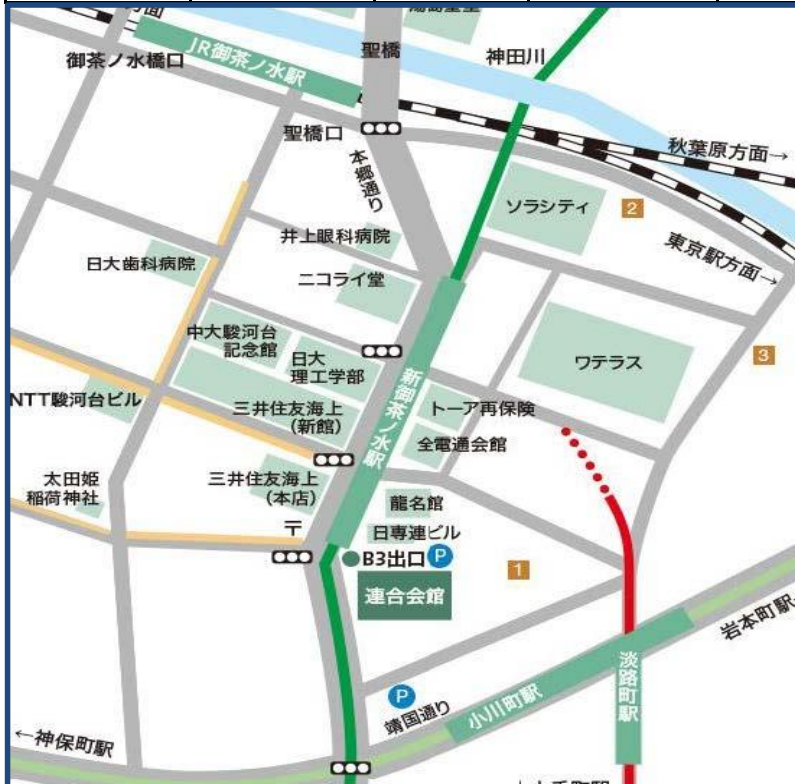 JR御茶ノ水駅
聖橋
神田川
御茶ノ水橋口
聖橋口
本郷通り
秋葉原方面→
ソラシティ
2
東京駅方面→
井上眼科病院
日大歯科病院
ニコライ堂
中大駿河台
記念館
日大
理工学部
新御茶ノ水駅
ワテラス
3
NTT駿河台ビル
三井住友海上
(新館)
トーア再保険
全電通会館
太田姫
稲荷神社
三井住友海上
(本店)
龍名館
〒
日専連ビル
B3出口
P
1
連合会館
岩本町駅
淡路町駅
P
靖国通り
小川町駅
←神保町駅